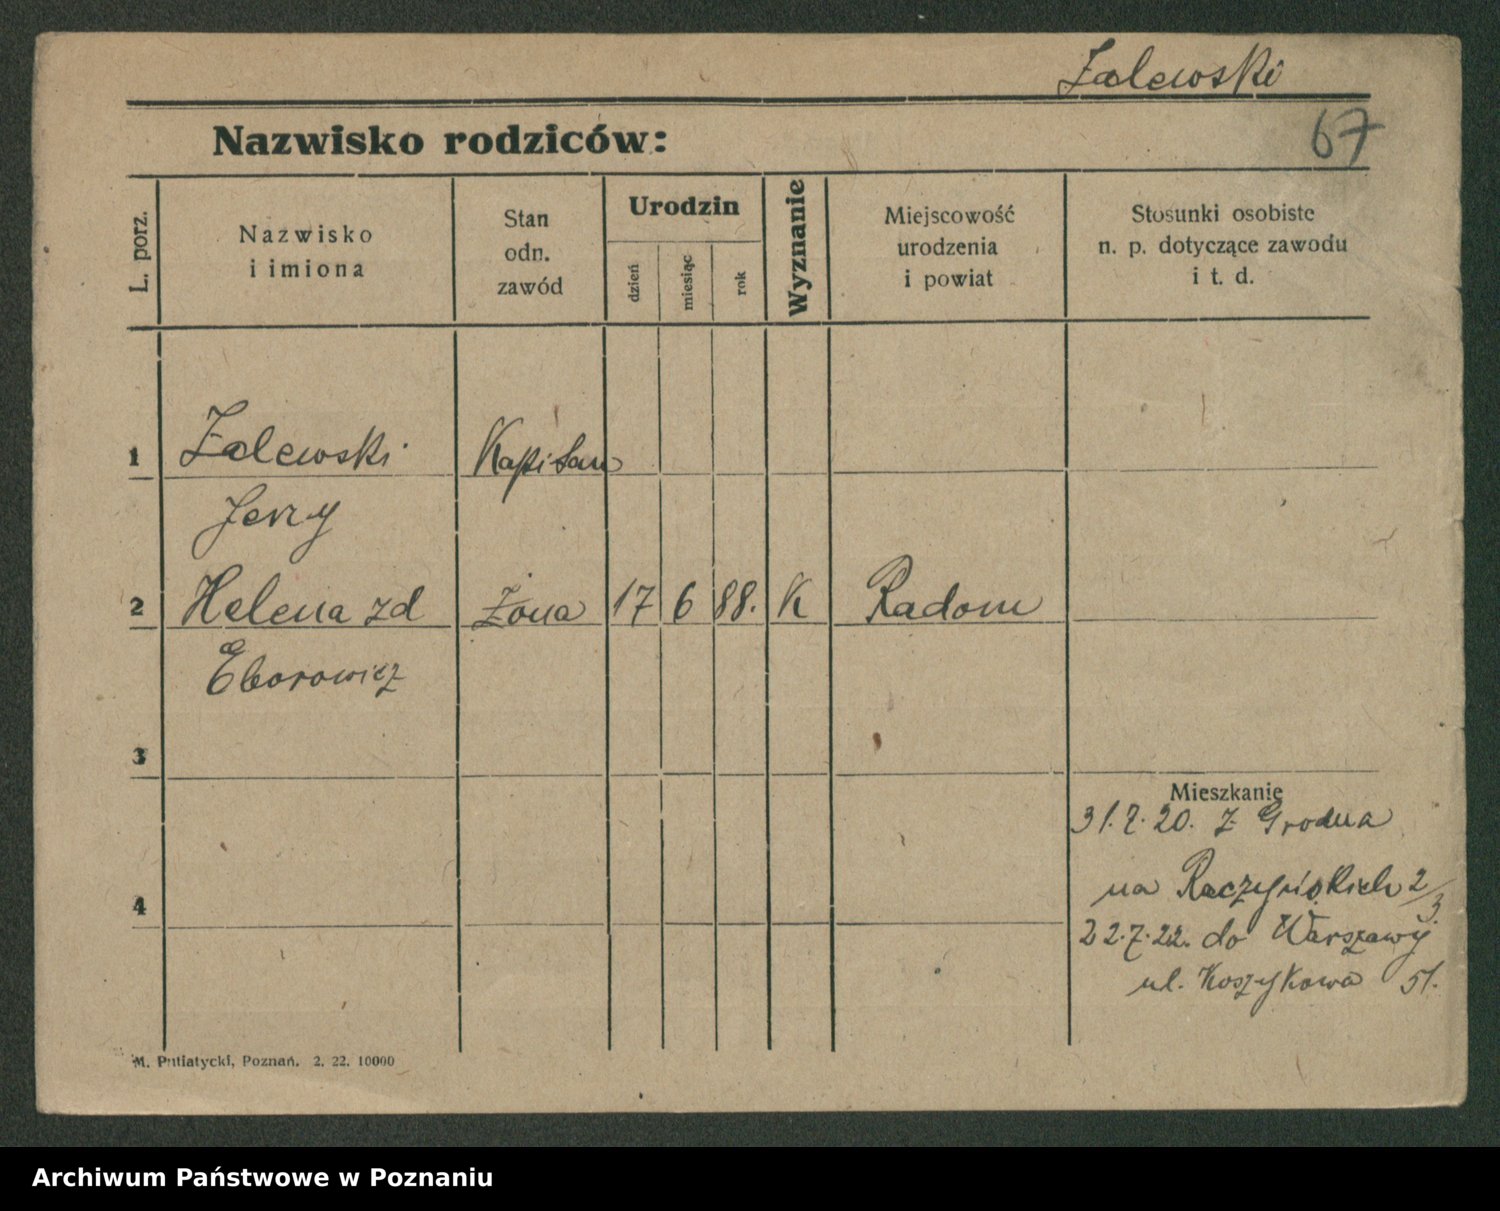 Zalewski
67
Nazwisko rodziców:
L. porz.
Nazwisko
i imiona
Stan
odn.
zawód
Urodzin
dzień
miesiąc
rok
Wyznanie
Miejscowość
urodzenia
i powiat
Stosunki osobiste
n. p. dotyczące zawodu
i t. d.
1 Zalewski Kapitan
Jerzy
2 Helena zd Żona 17 6 88. K Radom
3
Mieszkanie
31.7.20. z Grodna
na Raczyńskich 2/3.
4
22.7.22. do Warszawy
ul. Koszykowa 51.
M. Putiatycki, Poznań. 2. 22. 10000
Archiwum Państwowe w Poznaniu